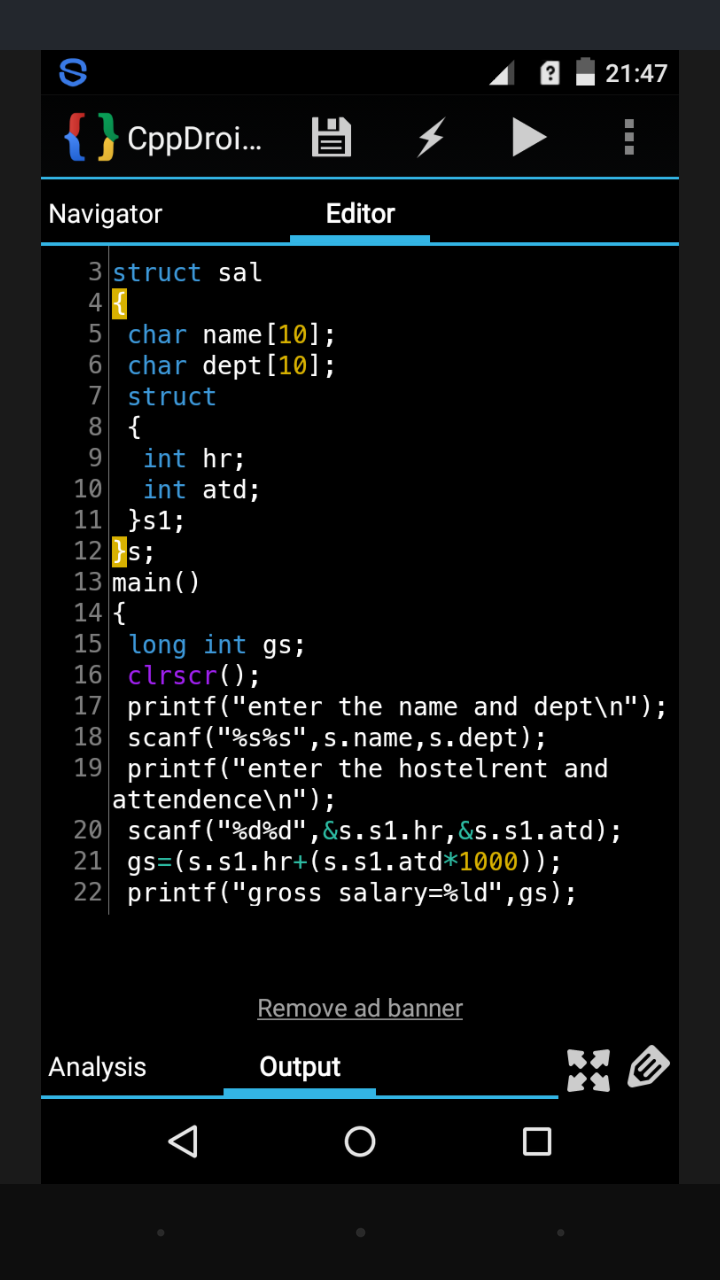 21:47
CppDroi...
Navigator
Editor
3 struct sal
4 {
5 char name[10];
6 char dept[10];
7 struct
8 {
9 int hr;
10 int atd;
11 }s1;
12 }s;
13 main()
14 {
15 long int gs;
16 clrscr();
17 printf("enter the name and dept\n");
18 scanf("%s%s",s.name,s.dept);
19 printf("enter the hostelrent and
attendence\n");
20 scanf("%d%d",&s.s1.hr,&s.s1.atd);
21 gs=(s.s1.hr+(s.s1.atd*1000));
22 printf("gross salary=%ld",gs);
Remove ad banner
Analysis
Output